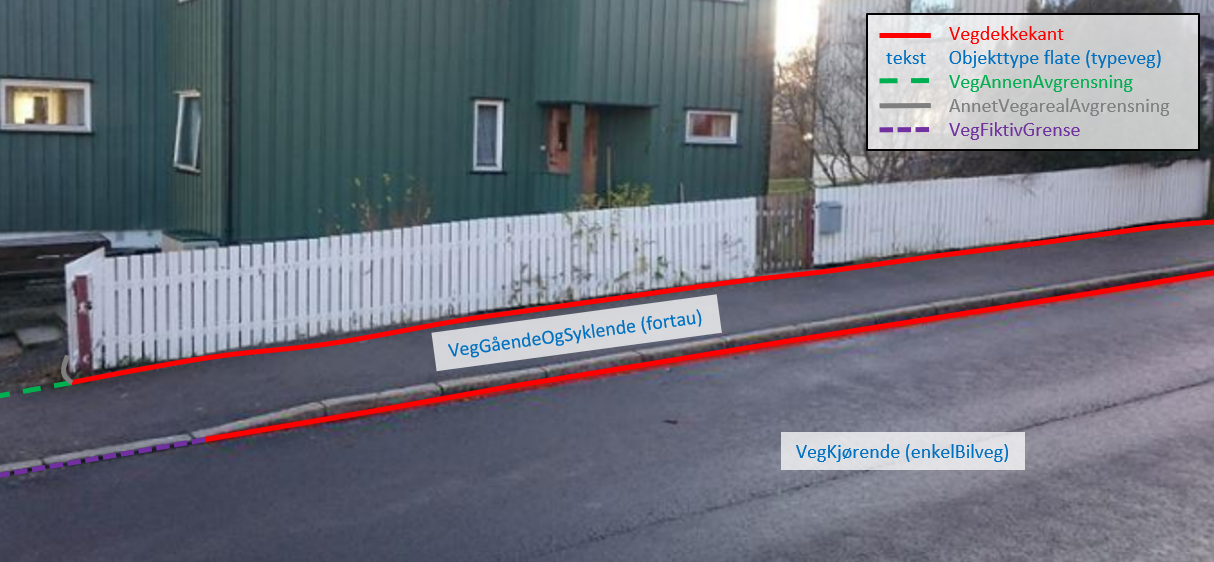 Vegdekkekant
tekst Objekttype flate (typeveg)
VegAnnenAvgrensning
AnnetVegarealAvgrensning
VegFiktivGrense
VegGåendeOgSyklende (fortau)
VegKjørende (enkelBilveg)